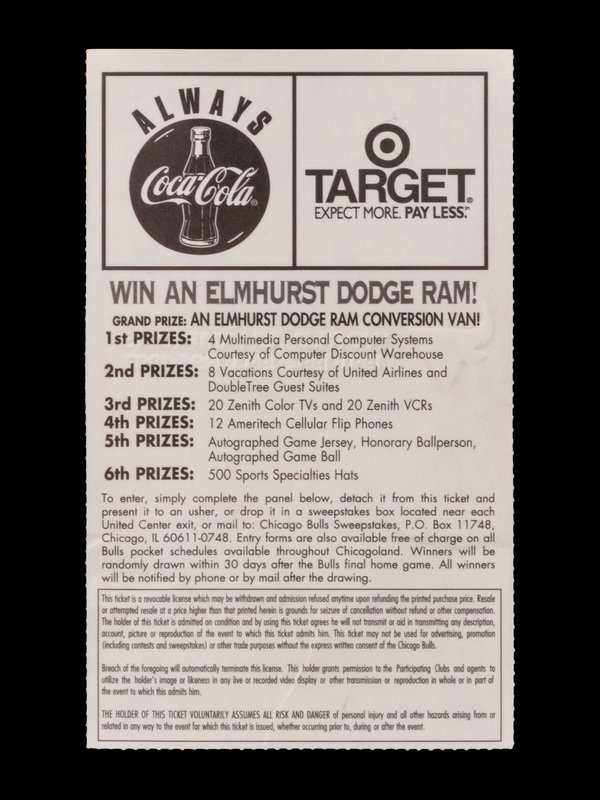 ALWAYS
Coca-Cola®
TARGET®
EXPECT MORE. PAY LESS.℠
WIN AN ELMHURST DODGE RAM!
GRAND PRIZE: AN ELMHURST DODGE RAM CONVERSION VAN!
1st PRIZES: 4 Multimedia Personal Computer Systems
Courtesy of Computer Discount Warehouse
2nd PRIZES: 8 Vacations Courtesy of United Airlines and
DoubleTree Guest Suites
3rd PRIZES: 20 Zenith Color TVs and 20 Zenith VCRs
4th PRIZES: 12 Ameritech Cellular Flip Phones
5th PRIZES: Autographed Game Jersey, Honorary Ballperson,
Autographed Game Ball
6th PRIZES: 500 Sports Specialties Hats
To enter, simply complete the panel below, detach it from this ticket and
present it to an usher, or drop it in a sweepstakes box located near each
United Center exit, or mail to: Chicago Bulls Sweepstakes, P.O. Box 11748,
Chicago, IL 60611-0748. Entry forms are also available free of charge on all
Bulls pocket schedules available throughout Chicagoland. Winners will be
randomly drawn within 30 days after the Bulls final home game. All winners
will be notified by phone or by mail after the drawing.
This ticket is a revocable license which may be withdrawn and admission refused anytime upon refunding the printed purchase price. Resale
or attempted resale at a price higher than that printed herein is grounds for seizure of cancellation without refund or other compensation.
The holder of this ticket is admitted on condition and by using this ticket agrees he will not transmit or aid in transmitting any description,
account, picture or reproduction of the event to which this ticket admits him. This ticket may not be used for advertising, promotion
(including contests and sweepstakes) or other trade purposes without the express written consent of the Chicago Bulls.
Breach of the foregoing will automatically terminate this license. This holder grants permission to the Participating Clubs and agents to
utilize the holder's image or likeness in any live or recorded video display or other transmission or reproduction in whole or in part of
the event to which this admits him.
THE HOLDER OF THIS TICKET VOLUNTARILY ASSUMES ALL RISK AND DANGER of personal injury and all other hazards arising from or
related in any way to the event for which this ticket is issued, whether occurring prior to, during or after the event.